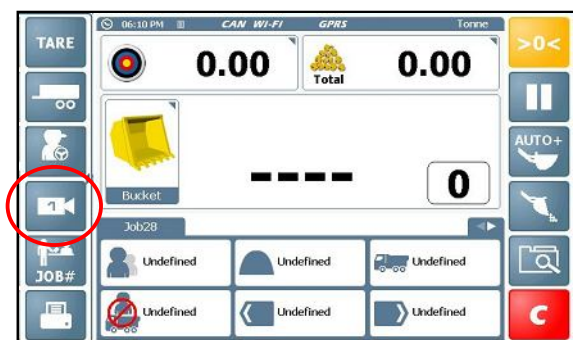 TARE
06:10 PM CAN WI-FI GPRS Tonne
>0<
0.00
Total
0.00
AUTO+
Bucket
----
0
1
Job28
JOB#
Undefined
Undefined
Undefined
Undefined
Undefined
Undefined
C